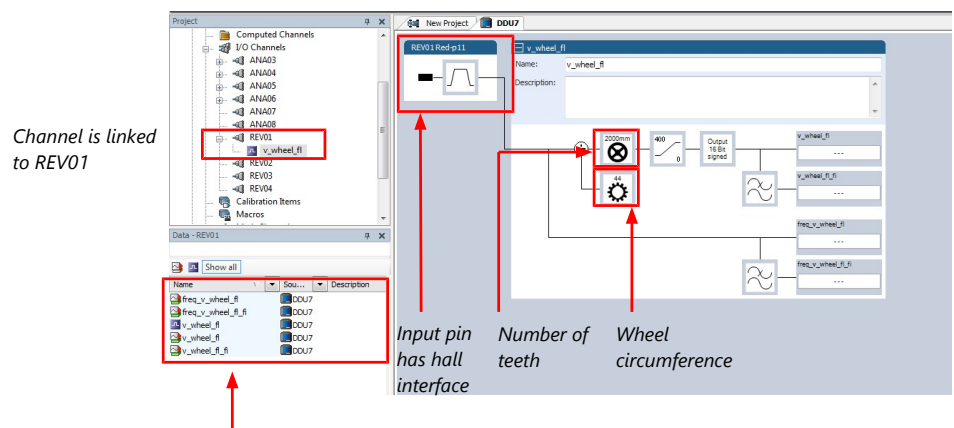 Project
Computed Channels
I/O Channels
ANA03
ANA04
ANA05
ANA06
ANA07
ANA08
REV01
v_wheel_fl
REV02
REV03
REV04
Calibration Items
Macros
Channel is linked
to REV01
Data - REV01
Show all
Name Sou... Description
freq_v_wheel_fl DDU7
freq_v_wheel_fl_fi DDU7
v_wheel_fl DDU7
v_wheel_fl DDU7
v_wheel_fl_fi DDU7
New Project DDU7
REV01 Red-p11
v_wheel_fl
Name: v_wheel_fl
Description:
2000mm
44
400
0
Output
16 Bit
signed
v_wheel_fl
---
v_wheel_fl_fi
---
freq_v_wheel_fl
---
freq_v_wheel_fl_fi
---
Input pin
has hall
interface
Number of
teeth
Wheel
circumference